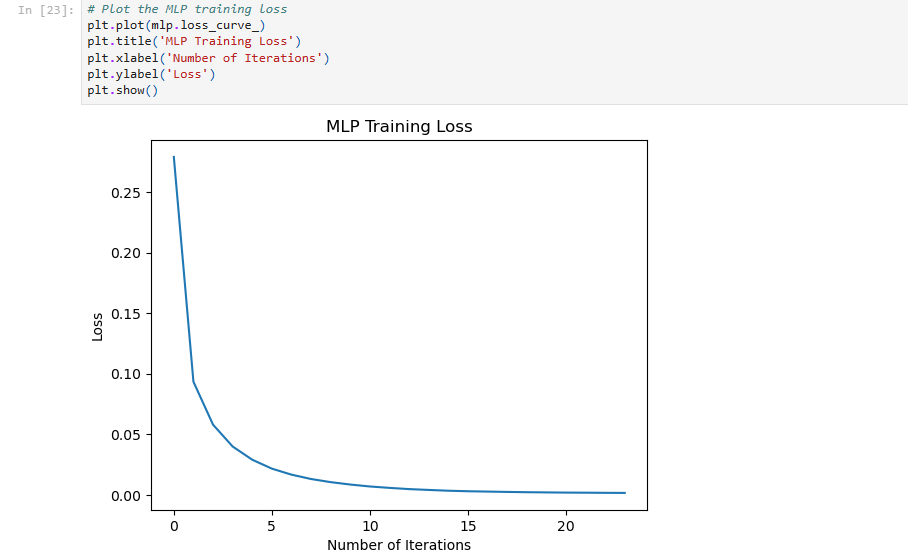 In [23]:
# Plot the MLP training loss
plt.plot(mlp.loss_curve_)
plt.title('MLP Training Loss')
plt.xlabel('Number of Iterations')
plt.ylabel('Loss')
plt.show()
MLP Training Loss
Loss
0.25
0.20
0.15
0.10
0.05
0.00
0 5 10 15 20
Number of Iterations